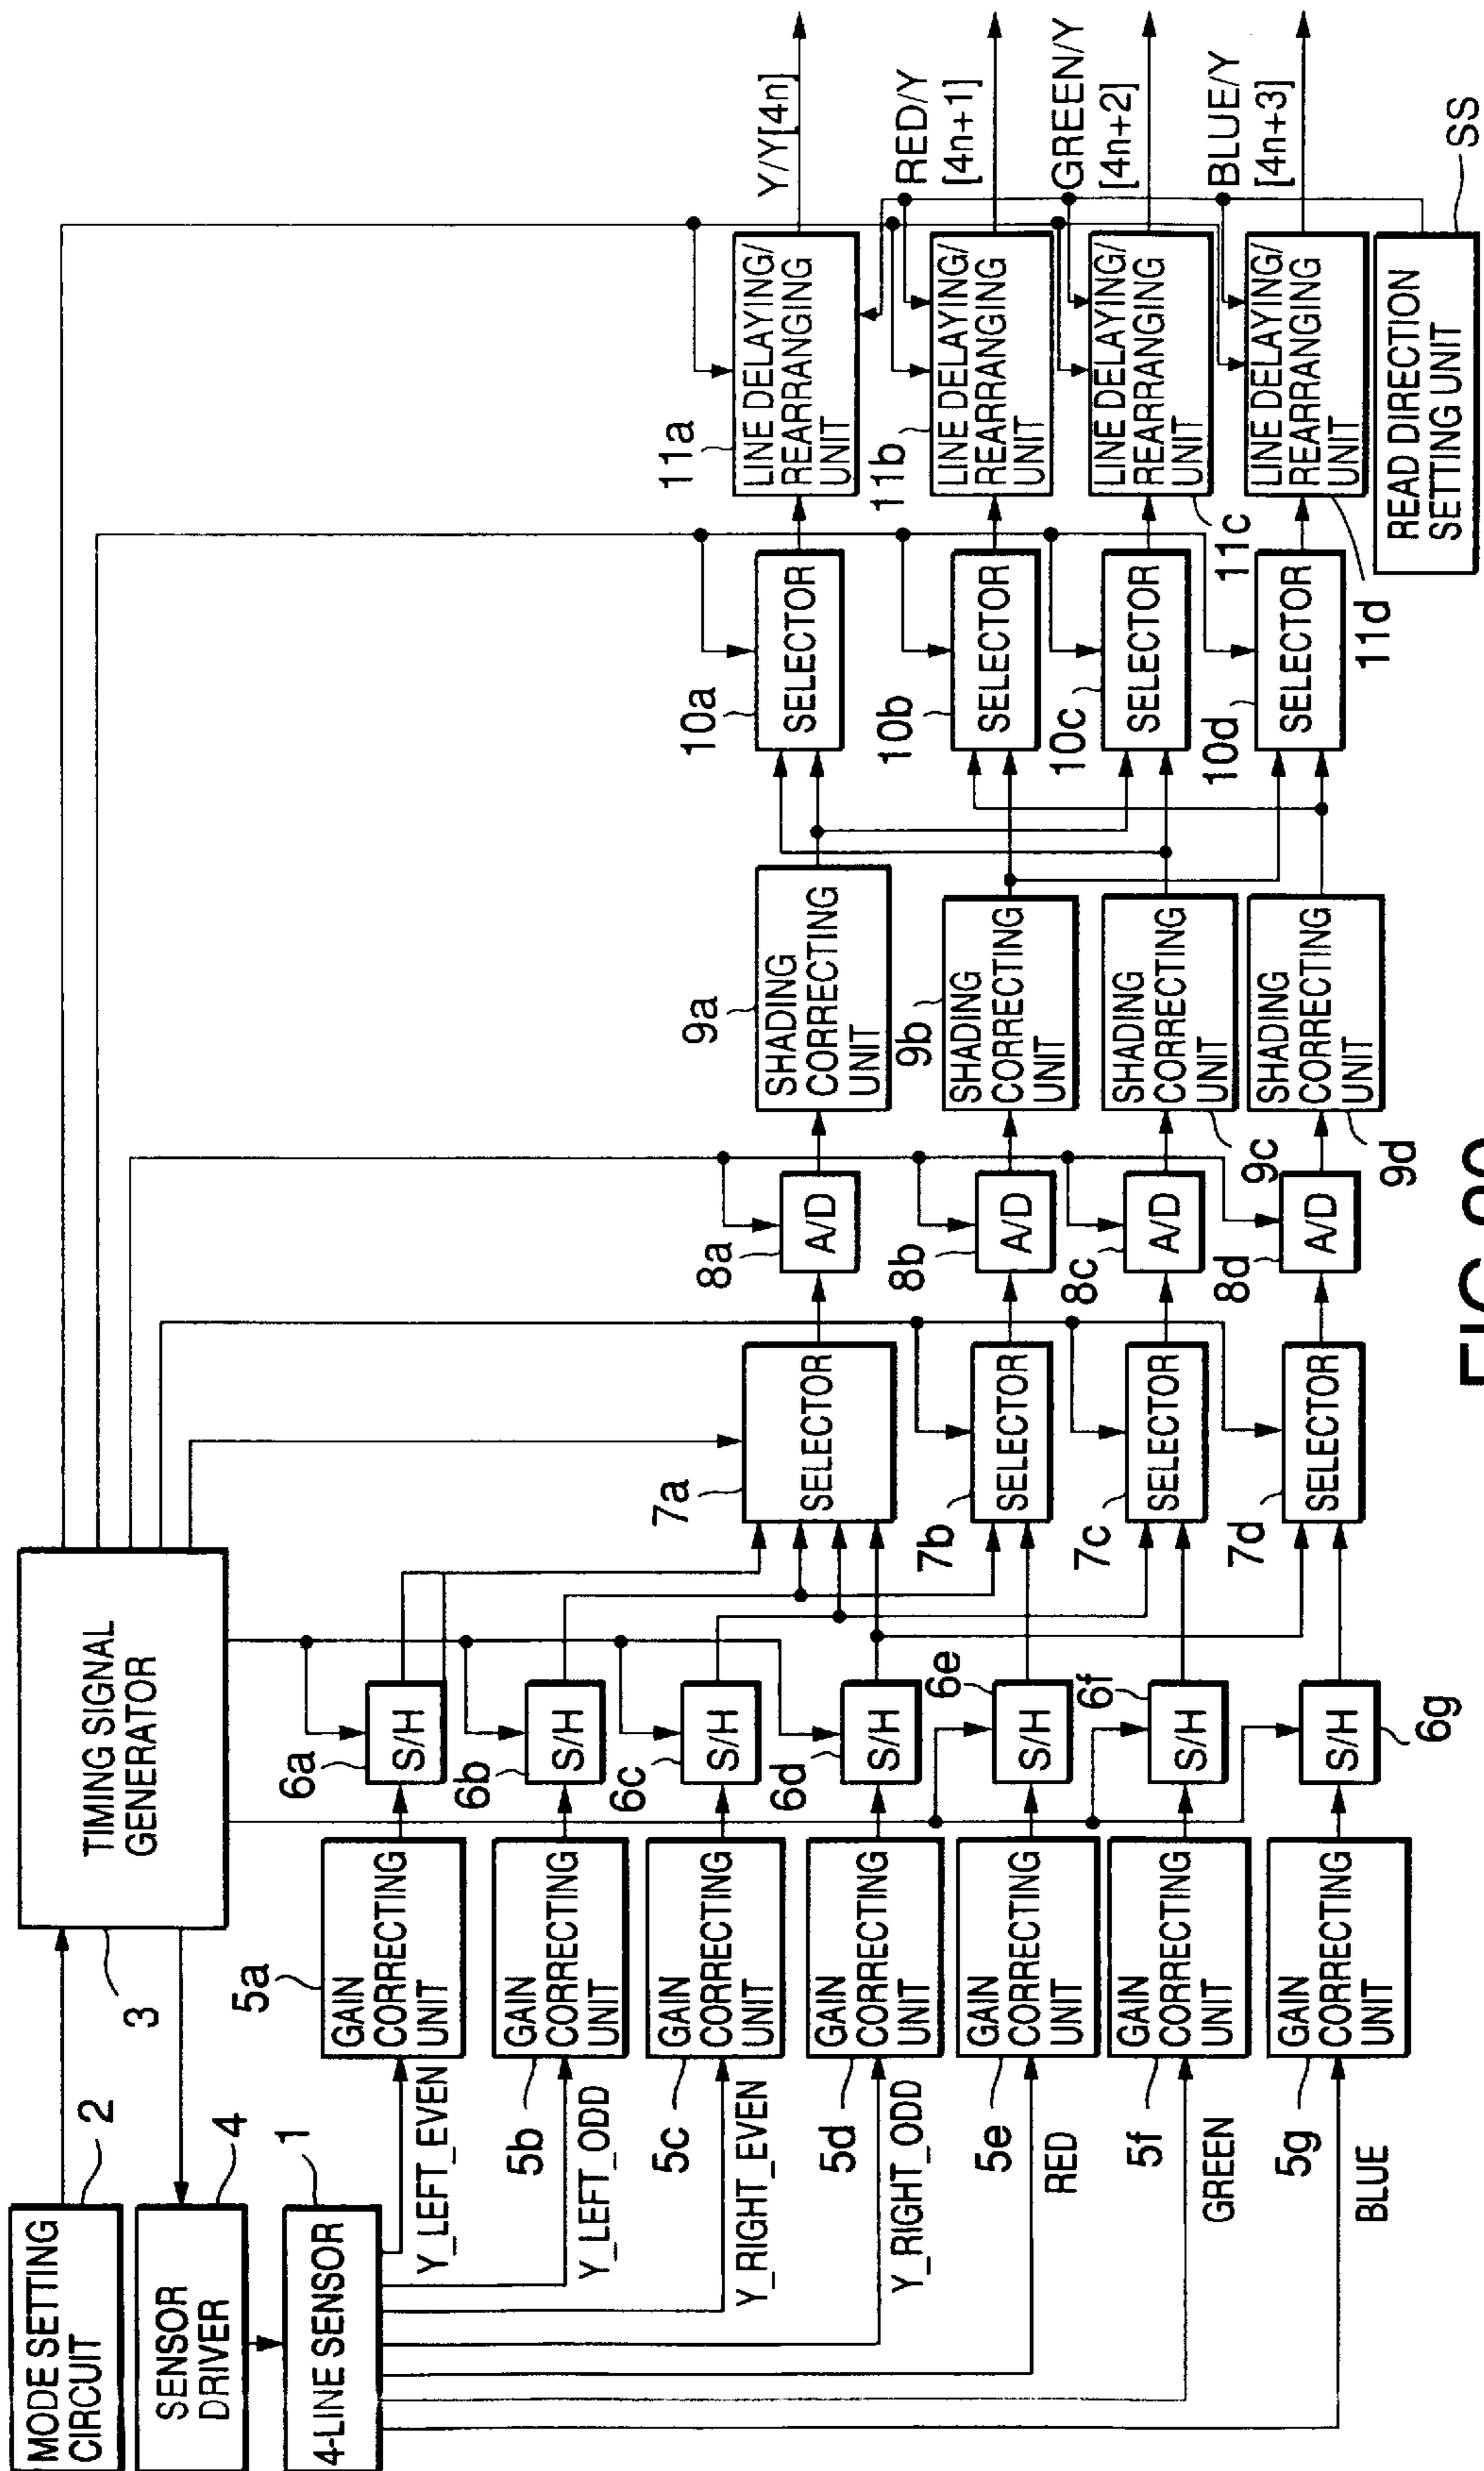 MODE SETTING
CIRCUIT
2
SENSOR
DRIVER
4
4-LINE SENSOR
1
TIMING SIGNAL
GENERATOR
3
Y_LEFT_EVEN
Y_LEFT_ODD
Y_RIGHT_EVEN
Y_RIGHT_ODD
RED
GREEN
BLUE
5a
GAIN
CORRECTING
UNIT
5b
GAIN
CORRECTING
UNIT
5c
GAIN
CORRECTING
UNIT
5d
GAIN
CORRECTING
UNIT
5e
GAIN
CORRECTING
UNIT
5f
GAIN
CORRECTING
UNIT
5g
GAIN
CORRECTING
UNIT
6a
S/H
6b
S/H
6c
S/H
6d
S/H
6e
S/H
6f
S/H
6g
S/H
7a
SELECTOR
7b
SELECTOR
7c
SELECTOR
7d
SELECTOR
8a
A/D
8b
A/D
8c
A/D
8d
A/D
9a
SHADING
CORRECTING
UNIT
9b
SHADING
CORRECTING
UNIT
9c
SHADING
CORRECTING
UNIT
9d
SHADING
CORRECTING
UNIT
10a
SELECTOR
10b
SELECTOR
10c
SELECTOR
10d
SELECTOR
11a
LINE DELAYING/
REARRANGING
UNIT
11b
LINE DELAYING/
REARRANGING
UNIT
11c
LINE DELAYING/
REARRANGING
UNIT
11d
LINE DELAYING/
REARRANGING
UNIT
READ DIRECTION
SETTING UNIT
SS
Y/Y[4n]
RED/Y
[4n+1]
GREEN/Y
[4n+2]
BLUE/Y
[4n+3]